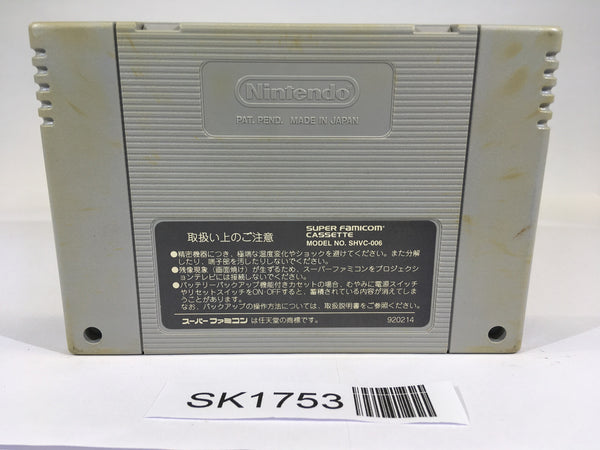 Nintendo
PAT. PEND. MADE IN JAPAN
取扱い上のご注意
SUPER FAMICOM
CASSETTE
MODEL NO. SHVC-006
●精密機器につき、極端な温度変化やショックを避けてください。また分解
したり、端子部を汚したりしないでください。
●残像現象（画面焼け）が生ずるため、スーパーファミコンをプロジェクシ
ョンテレビには接続しないでください。
●バッテリーバックアップ機能付きカセットの場合、むやみに電源スイッチ
やリセットスイッチをON OFFすると、蓄積されている内容が消えてしま
うことがあります。
なお、バックアップの操作方法については、取扱説明書をご参照ください。
スーパーファミコンは任天堂の商標です。 920214
SK1753